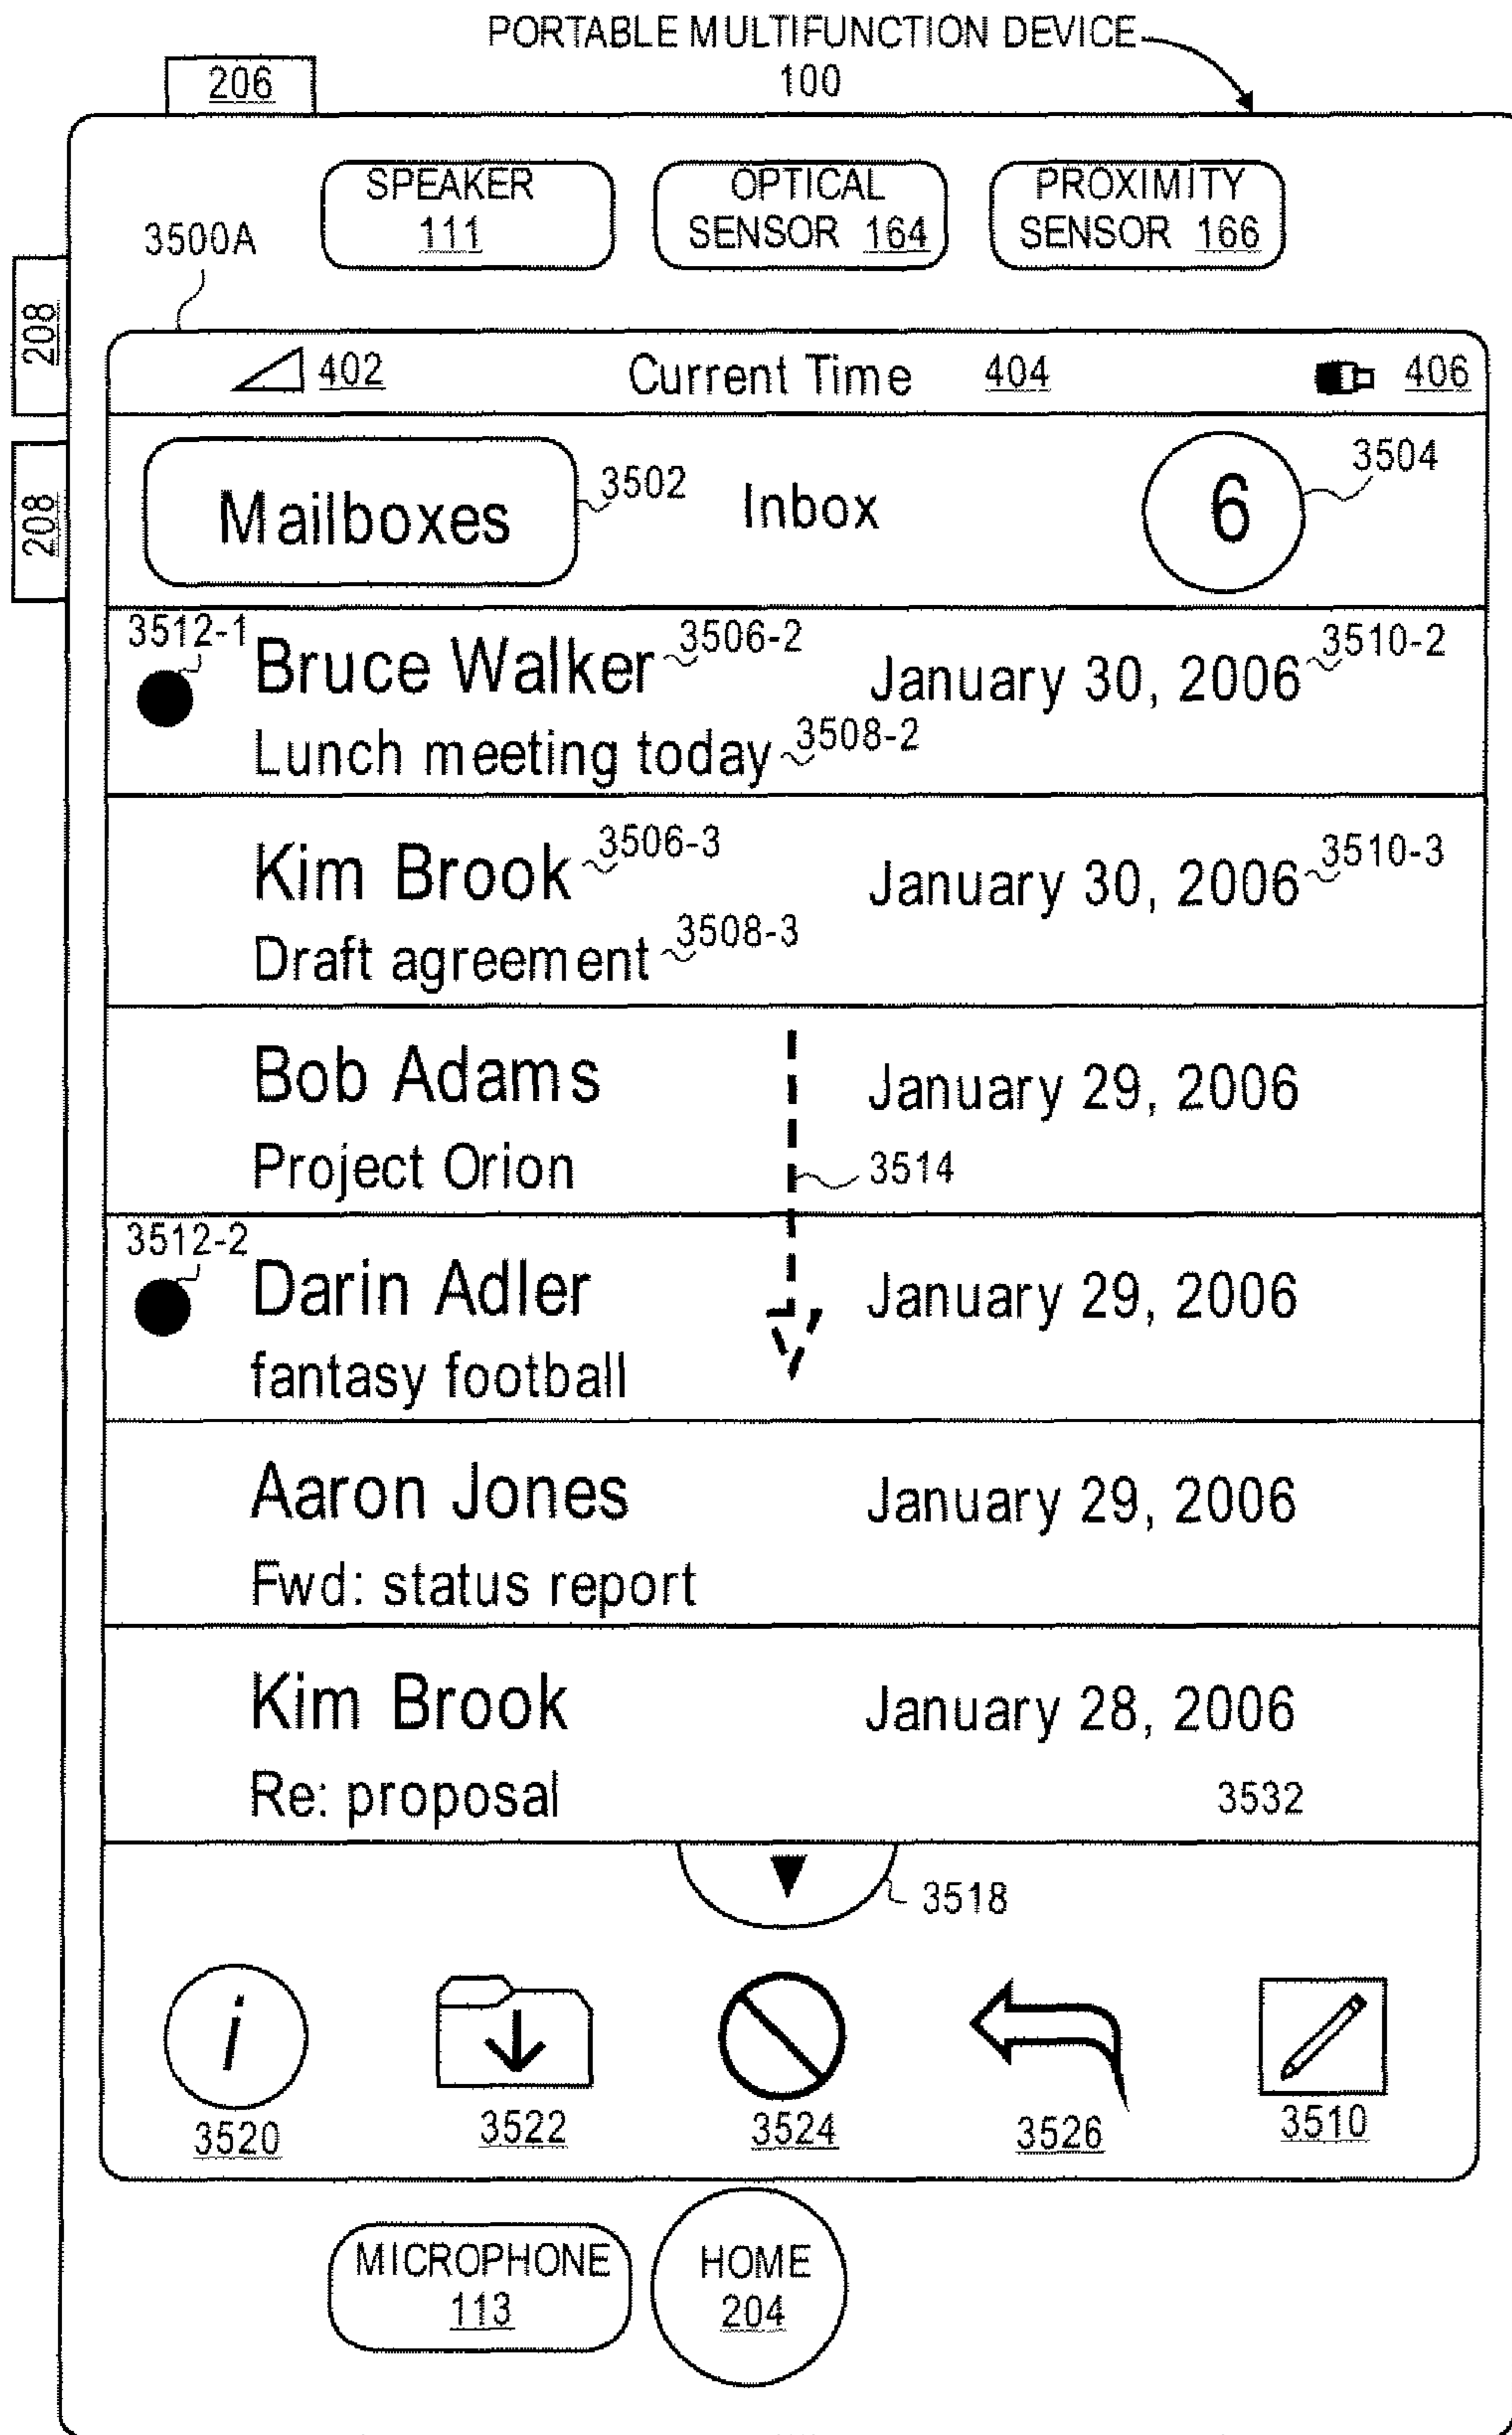 PORTABLE MULTIFUNCTION DEVICE
100
206
SPEAKER
111
OPTICAL
SENSOR 164
PROXIMITY
SENSOR 166
3500A
208
208
402 Current Time 404 406
Mailboxes 3502 Inbox 6 3504
3512-1 Bruce Walker 3506-2 January 30, 2006 3510-2
Lunch meeting today 3508-2
Kim Brook 3506-3 January 30, 2006 3510-3
Draft agreement 3508-3
Bob Adams January 29, 2006
Project Orion 3514
3512-2 Darin Adler January 29, 2006
fantasy football
Aaron Jones January 29, 2006
Fwd: status report
Kim Brook January 28, 2006
Re: proposal 3532
3518
i
3520 3522 3524 3526 3510
MICROPHONE
113
HOME
204